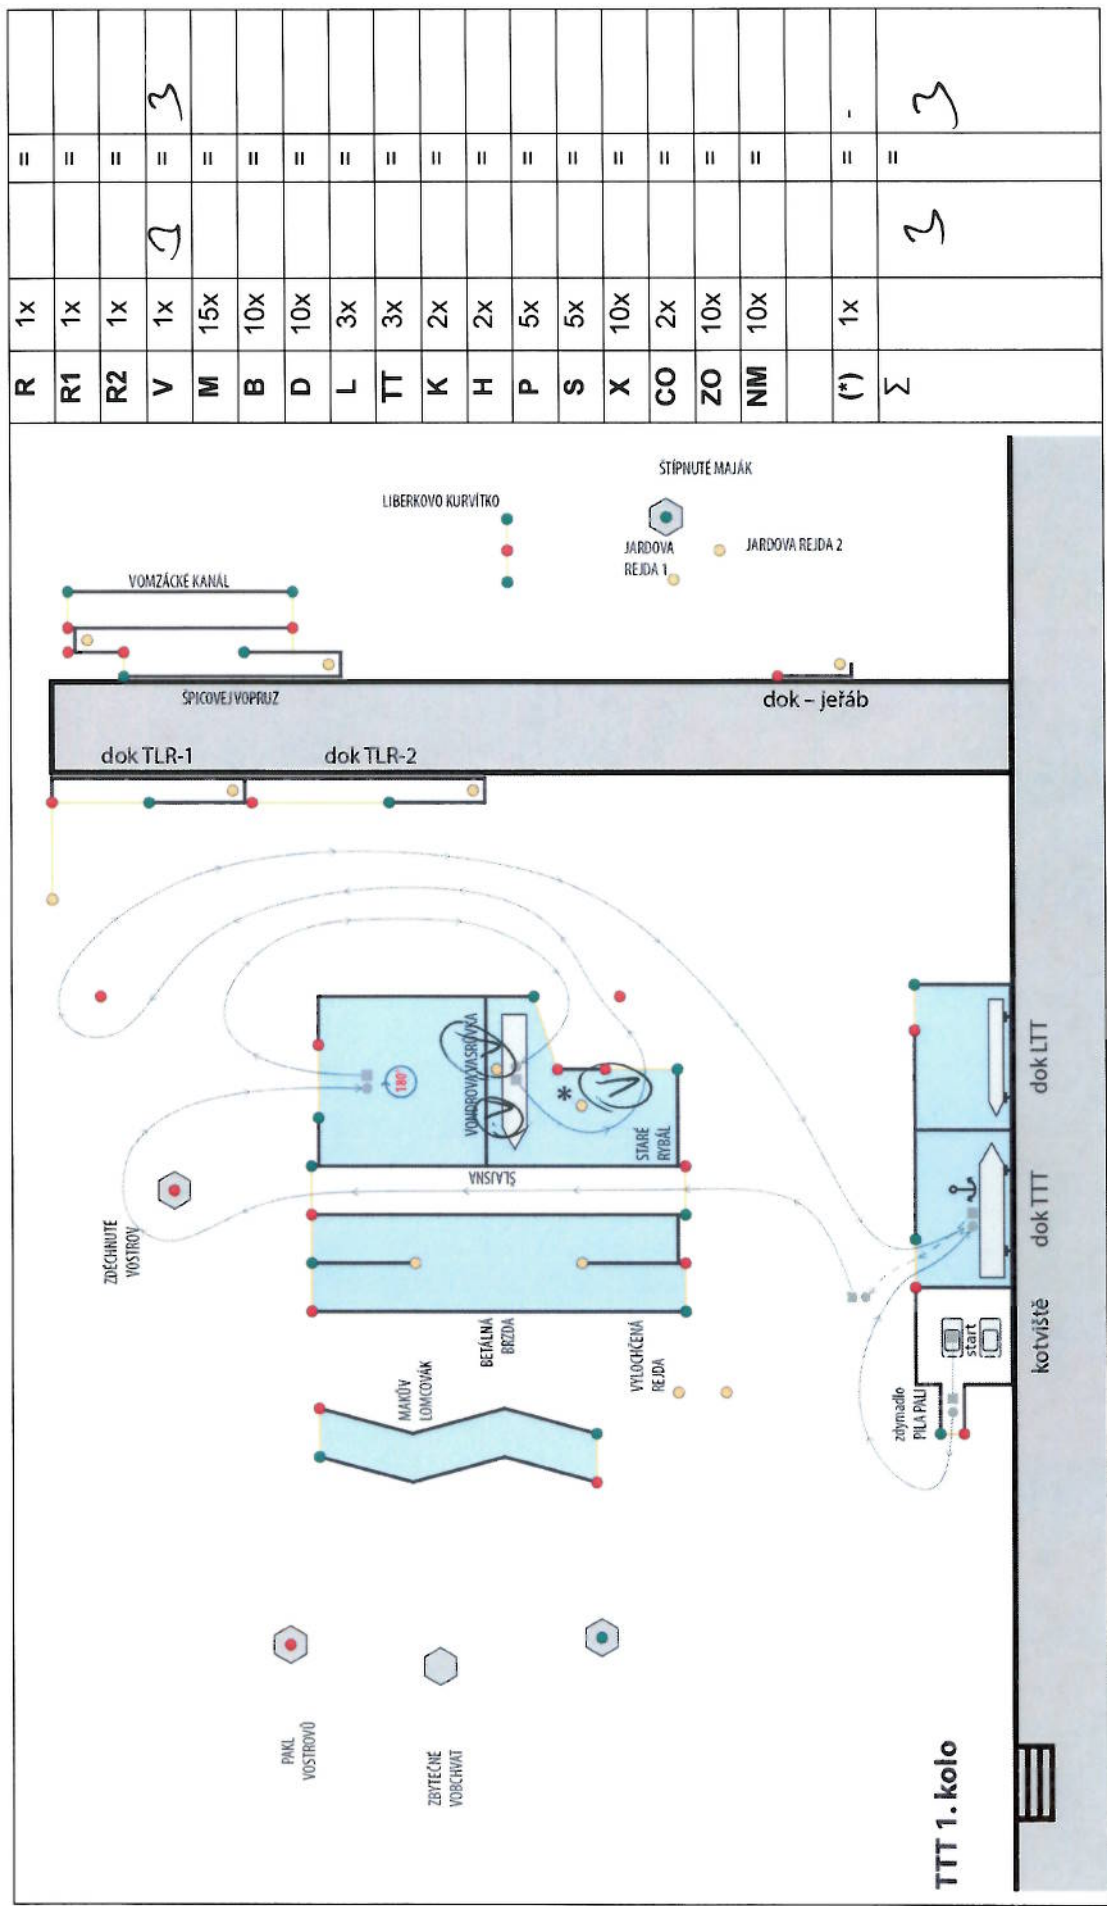 R 1x =
R1 1x =
R2 1x =
V 1x 3 = 3
M 15x =
B 10x =
D 10x =
L 3x =
TT 3x =
K 2x =
H 2x =
P 5x =
S 5x =
X 10x =
CO 2x =
ZO 10x =
NM 10x =
(*) 1x = -
Σ 3 = 3
ŠTÍPNUTÉ MAJÁK
LIBERKOVO KURVÍTKO
JARDOVA
REJDA 1
JARDOVA REJDA 2
VOMZÁCKÉ KANÁL
ŠPICOVEJ VOPRUZ
dok – jeřáb
dok TLR-1
dok TLR-2
180°
VONDROVA VASRÓVKA
V
V
V
*
STARÉ
RYBÁL
ŠLAJSNA
ZDĚCHNUTÉ
VOSTROV
BETÁLNÁ
BRZDA
MAKŮV
LOMCOVÁK
VYLOCHČENÁ
REJDA
zdymadlo
PILA PALI
start
kotviště
dok TTT
dok LTT
PAKL
VOSTROVŮ
ZBYTEČNÉ
VOBCHVAT
TTT 1. kolo